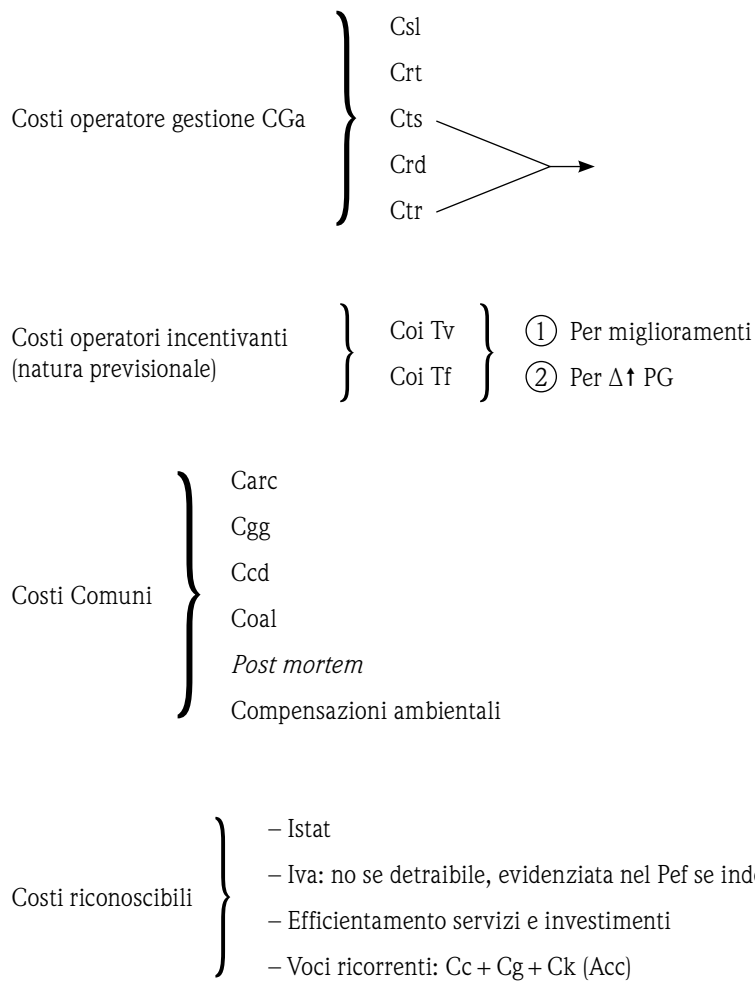 Csl
Crt
Costi operatore gestione CGa
Cts
Crd
Ctr
Costi operatori incentivanti
(natura previsionale)
Coi Tv
Coi Tf
1 Per miglioramenti
2 Per Δ↑ PG
Carc
Cgg
Ccd
Costi Comuni
Coal
Post mortem
Compensazioni ambientali
Costi riconoscibili
– Istat
– Iva: no se detraibile, evidenziata nel Pef se
– Efficientamento servizi e investimenti
– Voci ricorrenti: Cc + Cg + Ck (Acc)